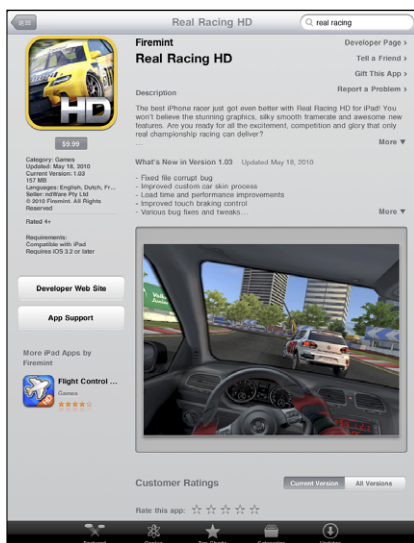 Real Racing HD
real racing
Firemint
Real Racing HD
Developer Page ›
Tell a Friend ›
Gift This App ›
Report a Problem ›
Description
The best iPhone racer just got even better with Real Racing HD for iPad! You
won't believe the stunning graphics, silky smooth framerate and awesome new
features. Are you ready for all the excitement, competition and glory that only
real championship racing can deliver?
...
More ▼
What's New in Version 1.03 Updated May 18, 2010
- Fixed file corrupt bug
- Improved custom car skin process
- Load time and performance improvements
- Improved touch braking control
- Various bug fixes and tweaks...
More ▼
HD
$9.99
Category: Games
Updated: May 18, 2010
Current Version: 1.03
157 MB
Languages: English, Dutch, Fr...
Seller: ndWare Pty Ltd
© 2010 Firemint. All Rights
Reserved
Rated 4+
Requirements:
Compatible with iPad
Requires iOS 3.2 or later
Developer Web Site
App Support
More iPad Apps by
Firemint
Flight Control ...
Games
Customer Ratings
Current Version
All Versions
Rate this app: